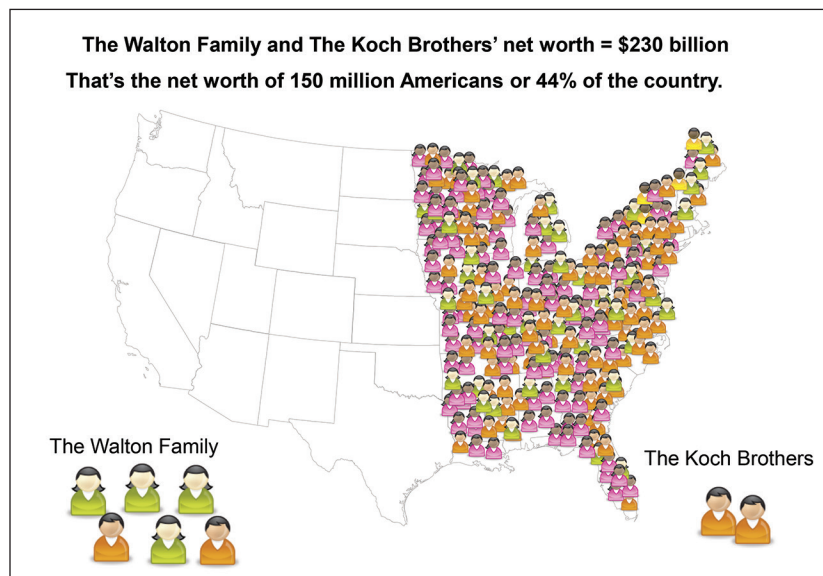 The Walton Family and The Koch Brothers’ net worth = $230 billion
That’s the net worth of 150 million Americans or 44% of the country.
The Walton Family
The Koch Brothers